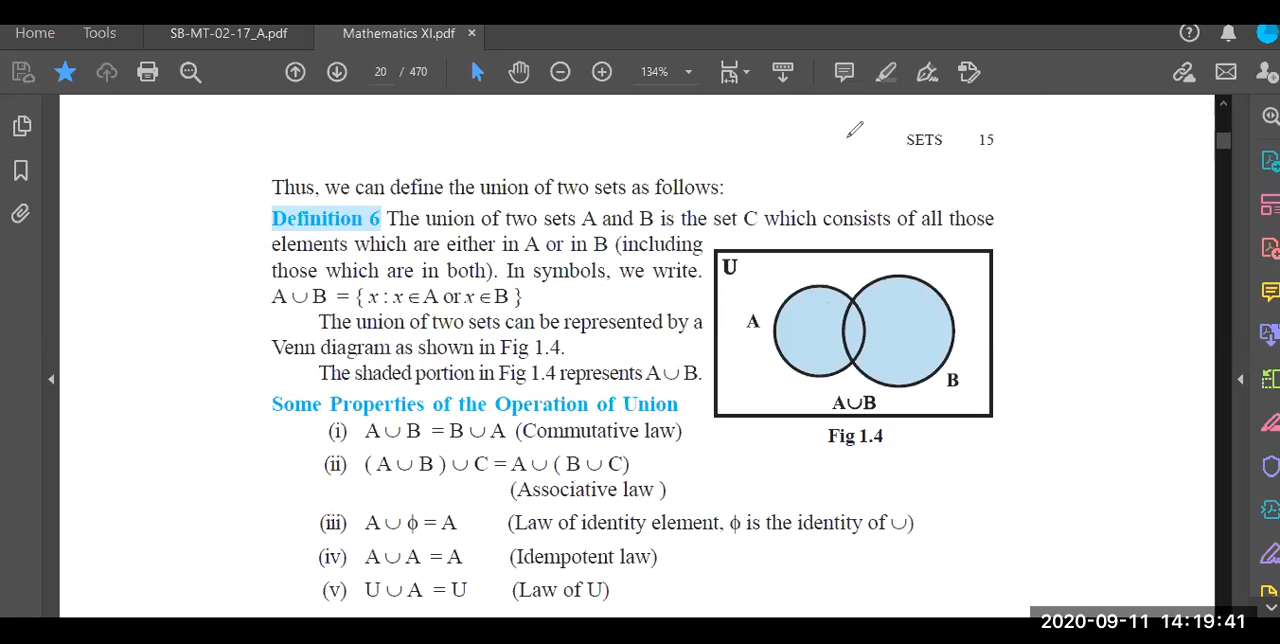 Home Tools SB-MT-02-17_A.pdf Mathematics XI.pdf ×
20 / 470 134%
SETS 15
Thus, we can define the union of two sets as follows:
Definition 6 The union of two sets A and B is the set C which consists of all those
elements which are either in A or in B (including
those which are in both). In symbols, we write.
A ∪ B = { x : x ∈ A or x ∈ B }
The union of two sets can be represented by a
Venn diagram as shown in Fig 1.4.
The shaded portion in Fig 1.4 represents A ∪ B.
U
A
B
A∪B
Fig 1.4
Some Properties of the Operation of Union
(i) A ∪ B = B ∪ A (Commutative law)
(ii) ( A ∪ B ) ∪ C = A ∪ ( B ∪ C)
(Associative law )
(iii) A ∪ φ = A (Law of identity element, φ is the identity of ∪)
(iv) A ∪ A = A (Idempotent law)
(v) U ∪ A = U (Law of U)
2020-09-11 14:19:41